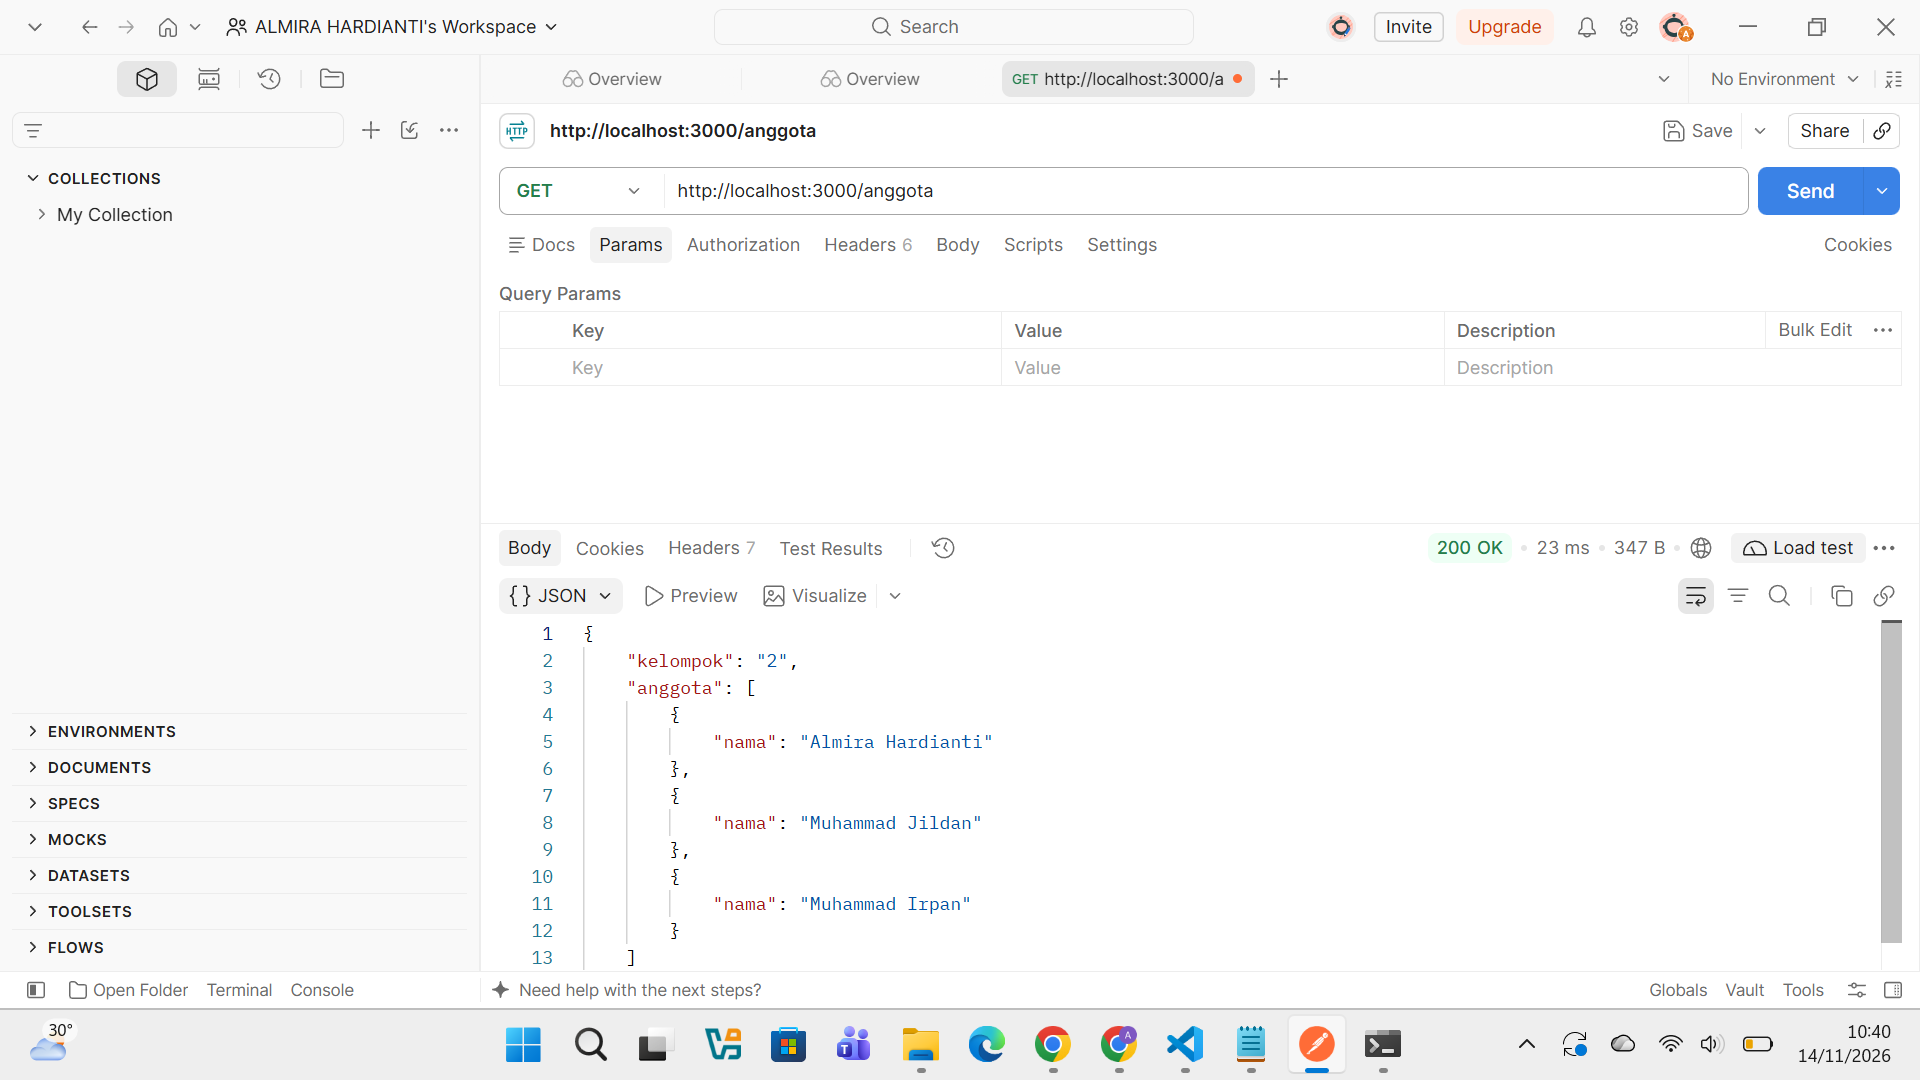 ALMIRA HARDIANTI's Workspace
Search
Invite
Upgrade
Overview
Overview
GET http://localhost:3000/a
No Environment
COLLECTIONS
My Collection
HTTP http://localhost:3000/anggota
Save
Share
GET http://localhost:3000/anggota
Send
Docs Params Authorization Headers 6 Body Scripts Settings
Cookies
Query Params
Key Value Description Bulk Edit
Key Value Description
Body Cookies Headers 7 Test Results
200 OK • 23 ms • 347 B
Load test
{} JSON Preview Visualize
1 {
2 "kelompok": "2",
3 "anggota": [
4 {
5 "nama": "Almira Hardianti"
6 },
7 {
8 "nama": "Muhammad Jildan"
9 },
10 {
11 "nama": "Muhammad Irpan"
12 }
13 ]
ENVIRONMENTS
DOCUMENTS
SPECS
MOCKS
DATASETS
TOOLSETS
FLOWS
Open Folder Terminal Console
Need help with the next steps?
Globals Vault Tools
30°
10:40
14/11/2026